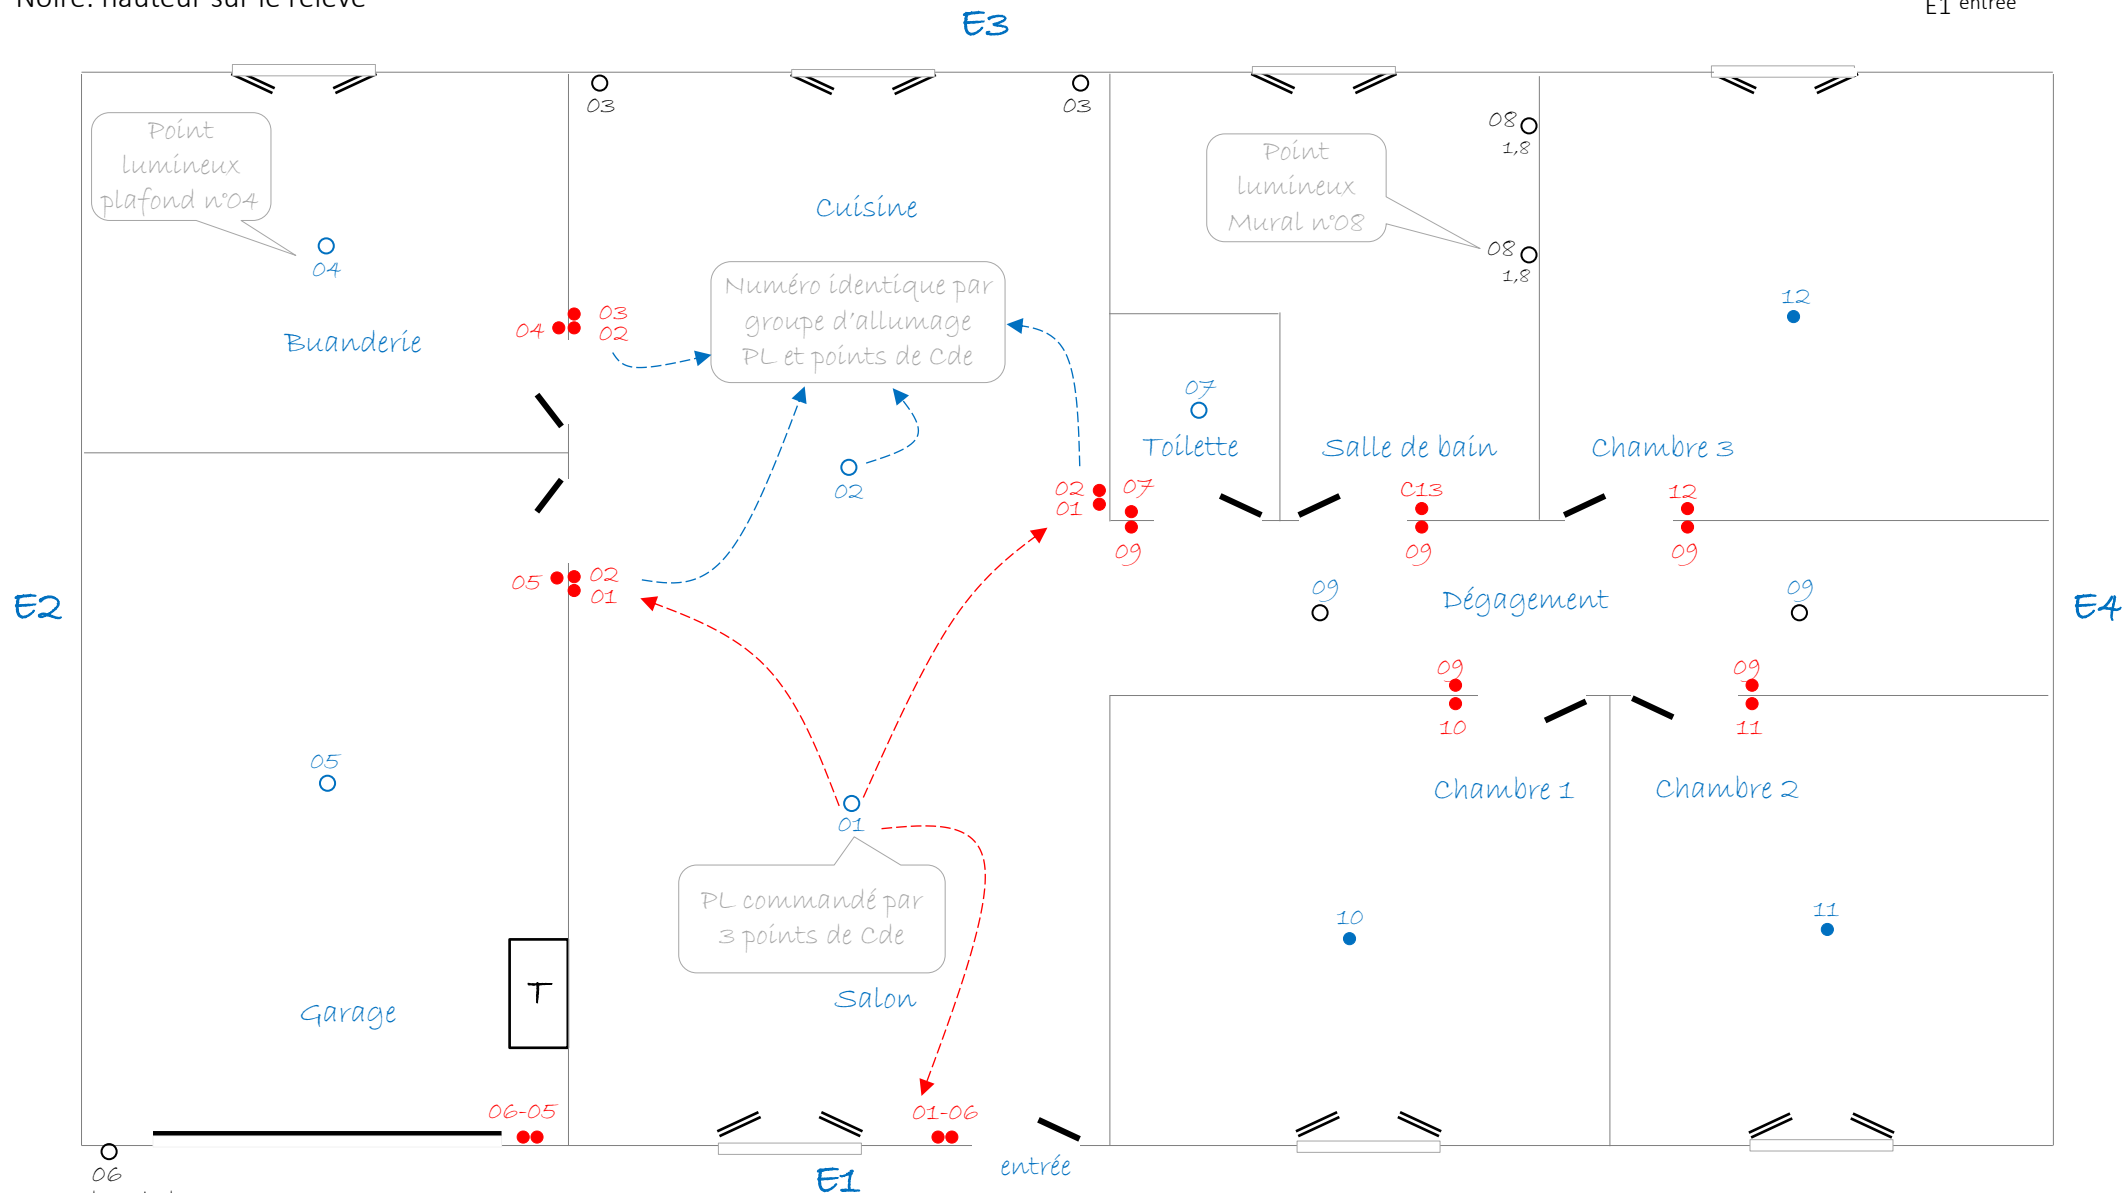 Noire: hauteur sur le relevé
E1 entrée
E3
03
03
Point
lumineux
plafond n°04
04
Buanderie
Cuisine
Point
lumineux
Mural n°08
08
1,8
08
1,8
12
Numéro identique par
groupe d'allumage
PL et points de Cde
04
03
02
07
Toilette
Salle de bain
Chambre 3
02
02
01
07
C13
12
09
09
09
E2
05
02
01
09
Dégagement
09
E4
09
09
10
11
05
01
Chambre 1
Chambre 2
PL commandé par
3 points de Cde
10
11
T
Salon
Garage
06-05
01-06
entrée
06
E1